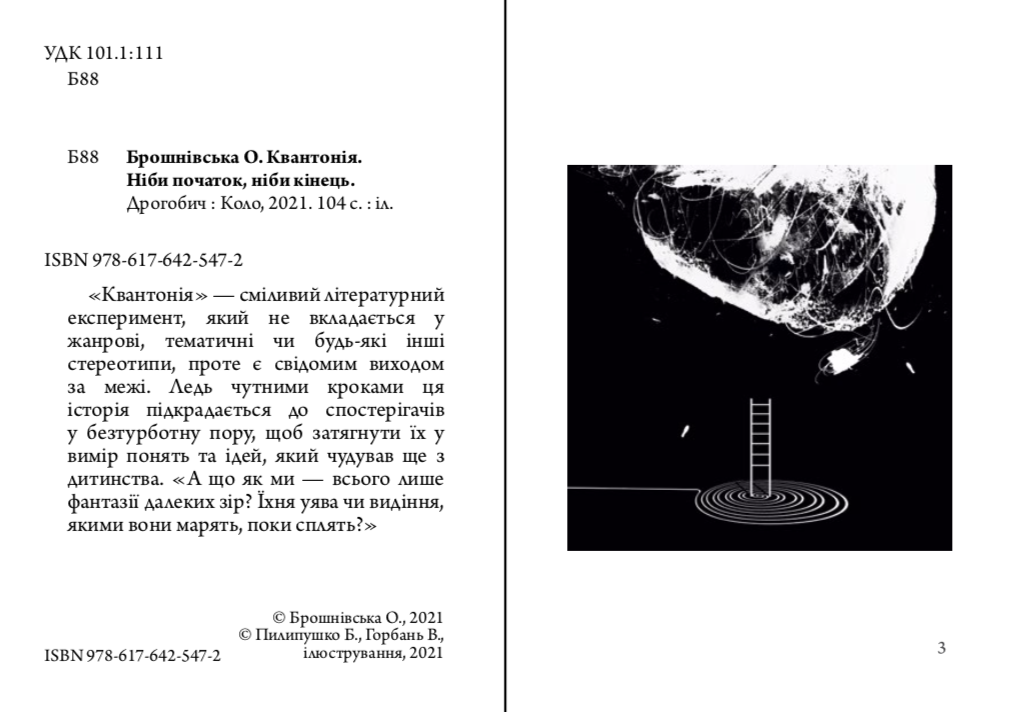 УДК 101.1:111
Б88
Б88 Брошнівська О. Квантонія.
Ніби початок, ніби кінець.
Дрогобич : Коло, 2021. 104 с. : іл.
ISBN 978-617-642-547-2
«Квантонія» — сміливий літературний
експеримент, який не вкладається у
жанрові, тематичні чи будь-які інші
стереотипи, проте є свідомим виходом
за межі. Ледь чутними кроками ця
історія підкрадається до спостерігачів
у безтурботну пору, щоб затягнути їх у
вимір понять та ідей, який чудував ще з
дитинства. «А що як ми — всього лише
фантазії далеких зір? Їхня уява чи видіння,
якими вони марять, поки сплять?»
© Брошнівська О., 2021
© Пилипушко Б., Горбань В.,
ілюстрування, 2021
ISBN 978-617-642-547-2
3